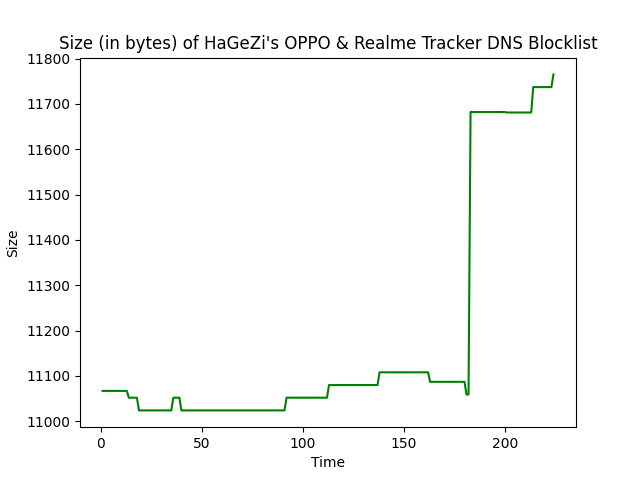 Size (in bytes) of HaGeZi's OPPO & Realme Tracker DNS Blocklist
11800
11700
11600
11500
11400
11300
11200
11100
11000
Size
0 50 100 150 200
Time